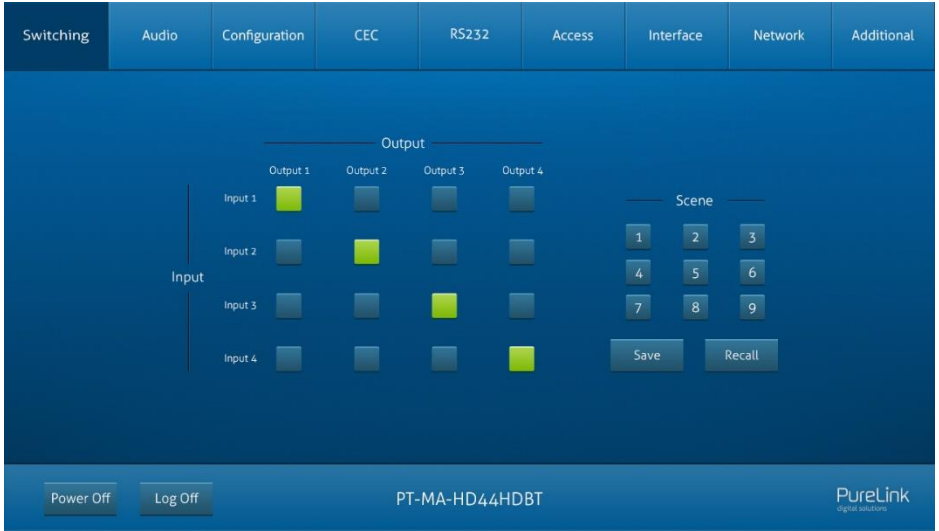 Switching Audio Configuration CEC RS232 Access Interface Network Additional
Output
Output 1 Output 2 Output 3 Output 4
Input
Input 1
Input 2
Input 3
Input 4
Scene
1 2 3
4 5 6
7 8 9
Save Recall
Power Off Log Off
PT-MA-HD44HDBT
PureLink
digital solutions